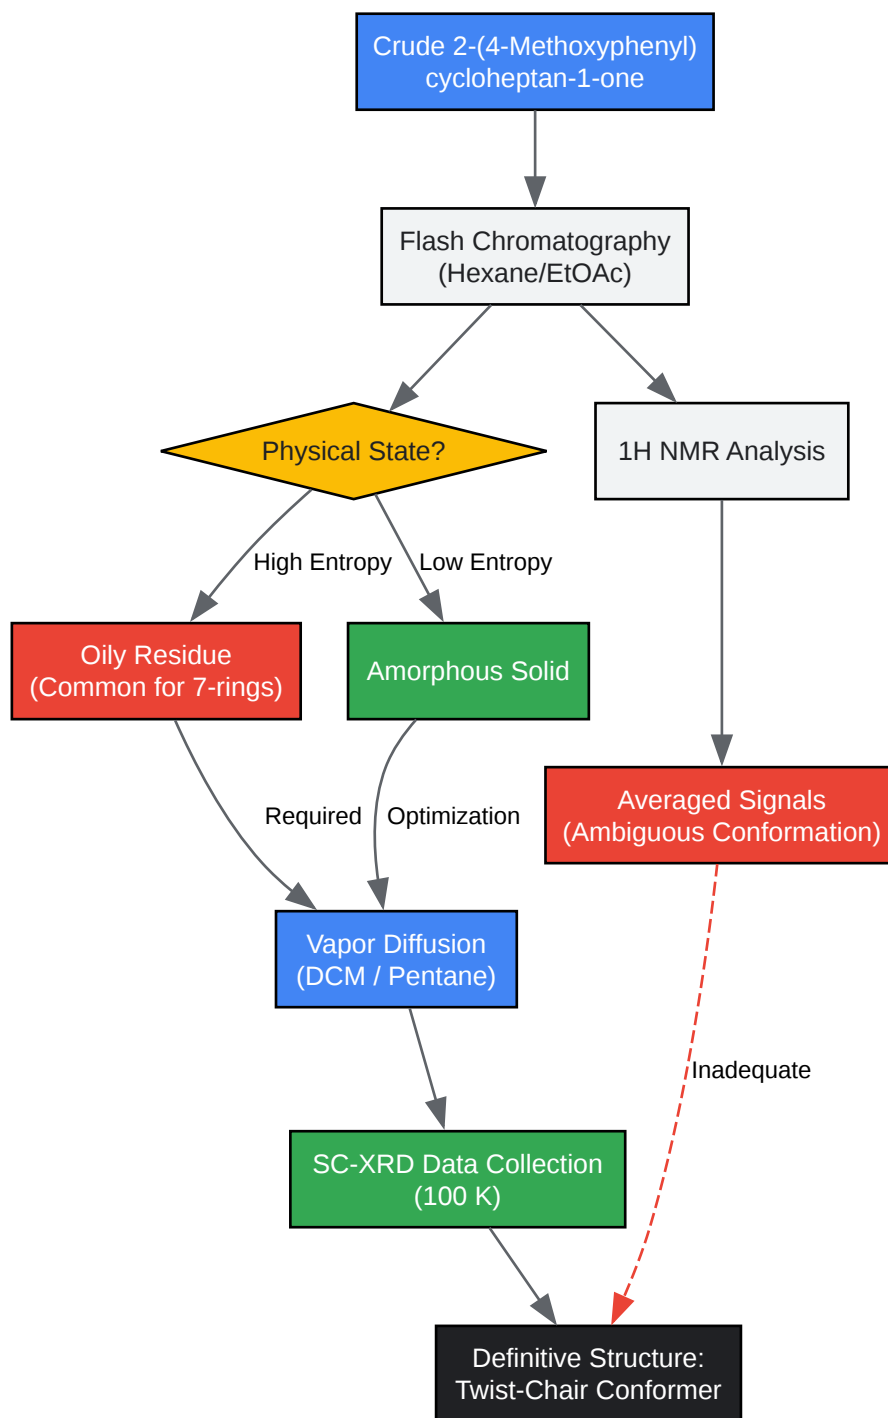 Crude 2-(4-Methoxyphenyl)
cycloheptan-1-one
Flash Chromatography
(Hexane/EtOAc)
Physical State?
1H NMR Analysis
High Entropy
Low Entropy
Oily Residue
(Common for 7-rings)
Amorphous Solid
Averaged Signals
(Ambiguous Conformation)
Required
Optimization
Vapor Diffusion
(DCM / Pentane)
Inadequate
SC-XRD Data Collection
(100 K)
Definitive Structure:
Twist-Chair Conformer